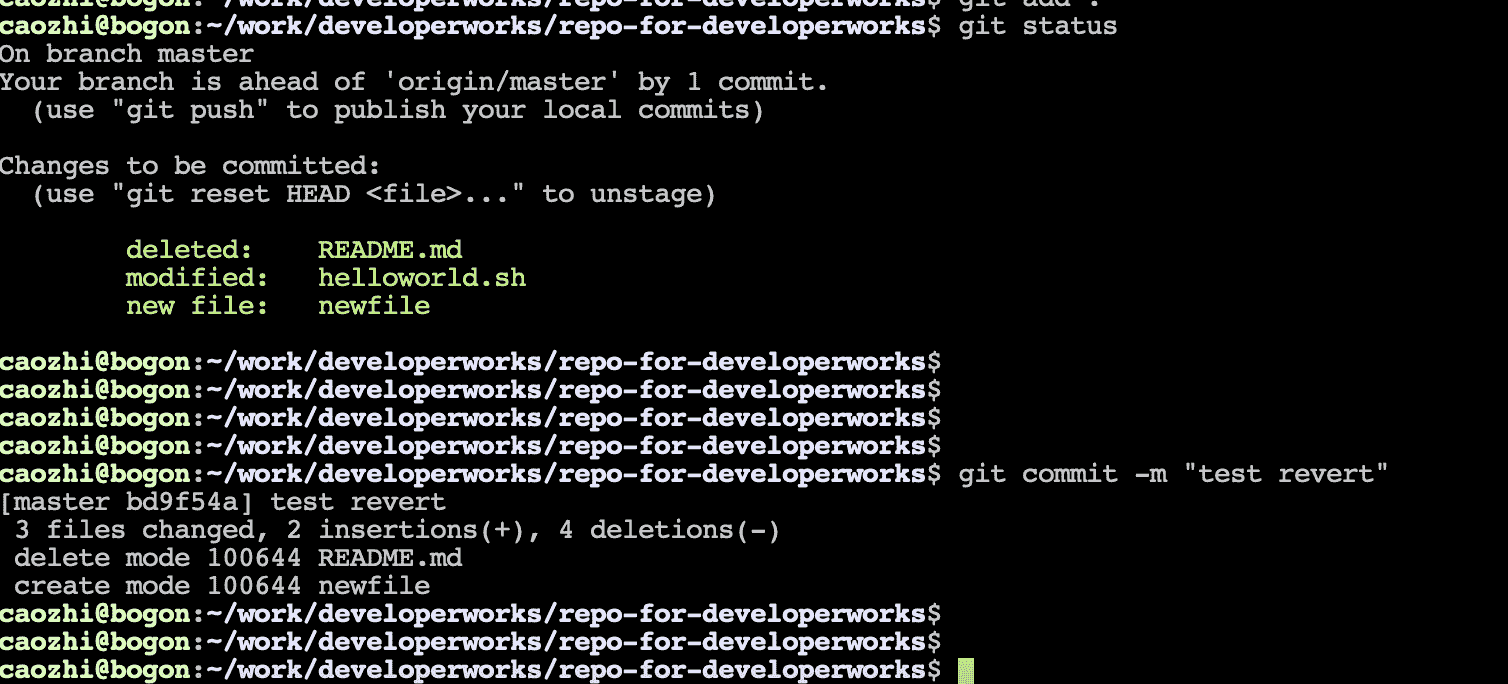 caozhi@bogon:~/work/developerworks/repo-for-developerworks$ git add .
caozhi@bogon:~/work/developerworks/repo-for-developerworks$ git status
On branch master
Your branch is ahead of 'origin/master' by 1 commit.
  (use "git push" to publish your local commits)
Changes to be committed:
  (use "git reset HEAD <file>..." to unstage)
        deleted:    README.md
        modified:   helloworld.sh
        new file:   newfile
caozhi@bogon:~/work/developerworks/repo-for-developerworks$
caozhi@bogon:~/work/developerworks/repo-for-developerworks$
caozhi@bogon:~/work/developerworks/repo-for-developerworks$
caozhi@bogon:~/work/developerworks/repo-for-developerworks$
caozhi@bogon:~/work/developerworks/repo-for-developerworks$ git commit -m "test revert"
[master bd9f54a] test revert
 3 files changed, 2 insertions(+), 4 deletions(-)
 delete mode 100644 README.md
 create mode 100644 newfile
caozhi@bogon:~/work/developerworks/repo-for-developerworks$
caozhi@bogon:~/work/developerworks/repo-for-developerworks$
caozhi@bogon:~/work/developerworks/repo-for-developerworks$